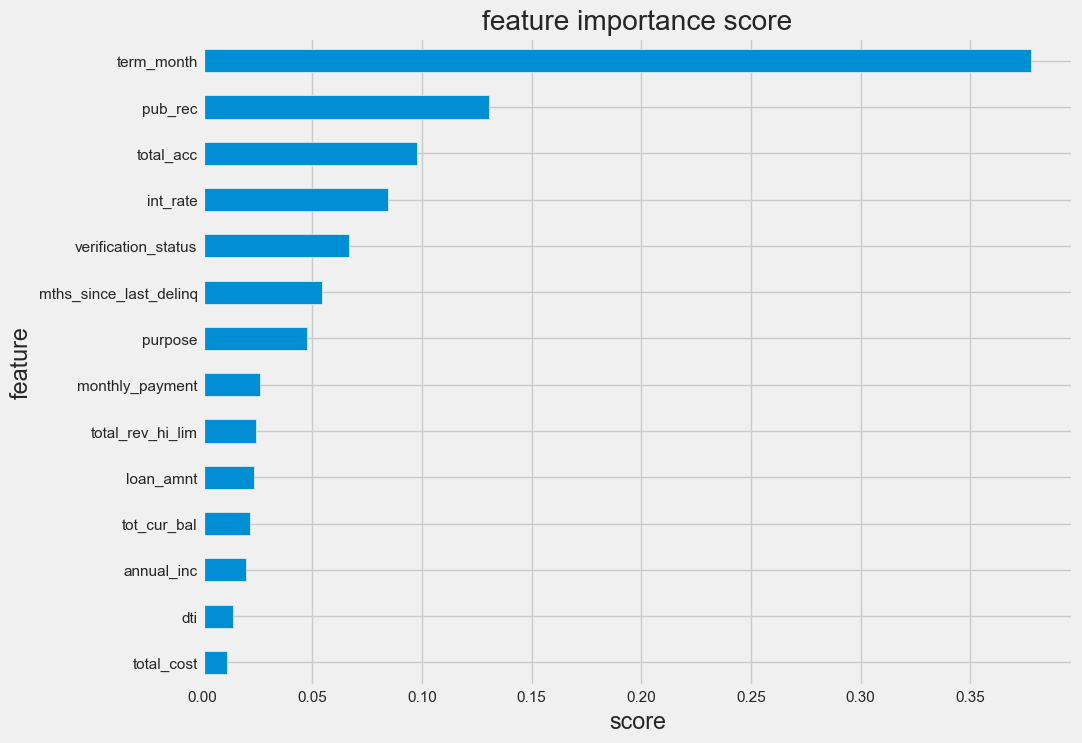 feature importance score
term_month
pub_rec
total_acc
int_rate
verification_status
mths_since_last_delinq
purpose
monthly_payment
total_rev_hi_lim
loan_amnt
tot_cur_bal
annual_inc
dti
total_cost
feature
0.00 0.05 0.10 0.15 0.20 0.25 0.30 0.35
score